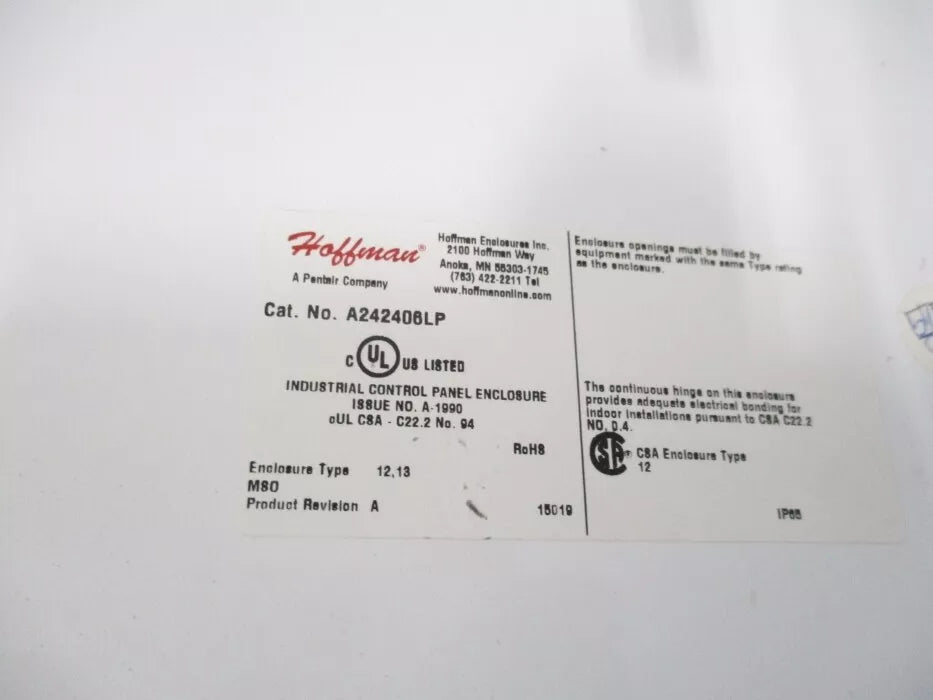 Hoffman®
A Pentair Company
Hoffman Enclosures Inc.
2100 Hoffman Way
Anoka, MN 55303-1745
(763) 422-2211 Tel
www.hoffmanonline.com
Cat. No. A242406LP
C UL US LISTED
INDUSTRIAL CONTROL PANEL ENCLOSURE
ISSUE NO. A-1990
cUL CSA - C22.2 No. 94
RoHS
Enclosure Type 12,13
M80
Product Revision A
15019
Enclosure openings must be filled by
equipment marked with the same Type rating
as the enclosure.
The continuous hinge on this enclosure
provides adequate electrical bonding for
indoor installations pursuant to CSA C22.2
NO. 0.4.
SA® CSA Enclosure Type
12
IP65